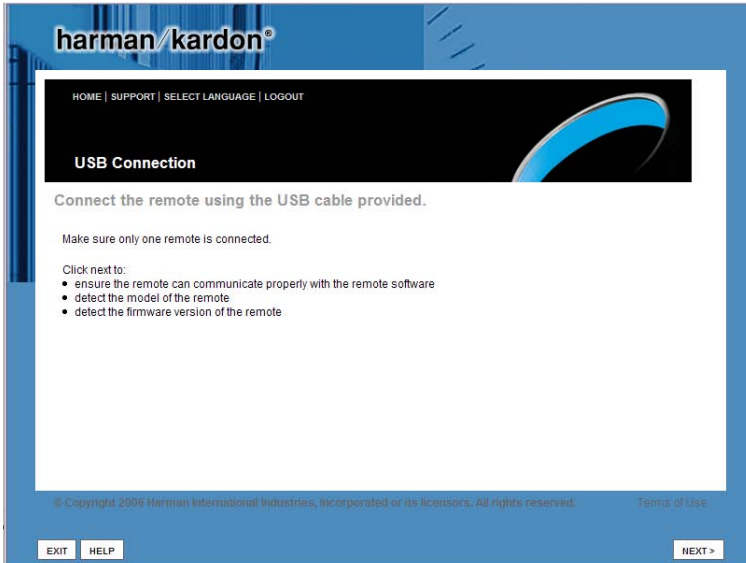 harman/kardon®
HOME | SUPPORT | SELECT LANGUAGE | LOGOUT
USB Connection
Connect the remote using the USB cable provided.
Make sure only one remote is connected.
Click next to:
• ensure the remote can communicate properly with the remote software
• detect the model of the remote
• detect the firmware version of the remote
© Copyright 2006 Harman International Industries, Incorporated or its licensors. All rights reserved. Terms of Use
EXIT HELP NEXT >